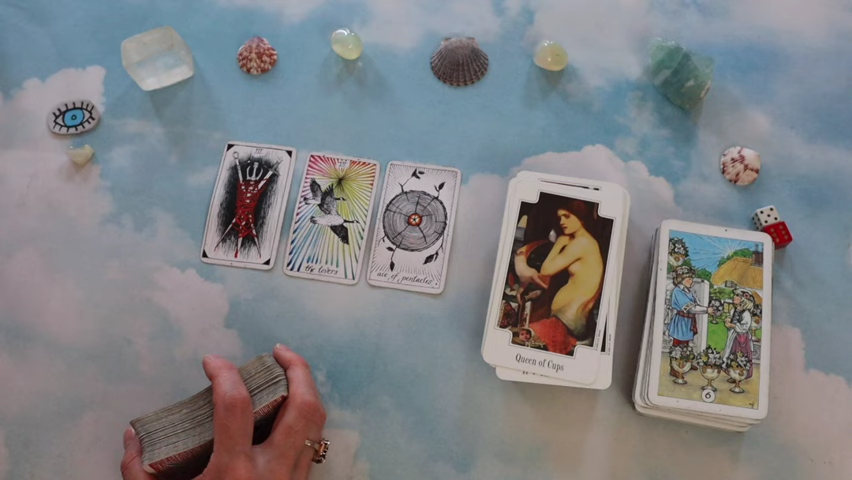 III
the lovers
ace of pentacles
Queen of Cups
6